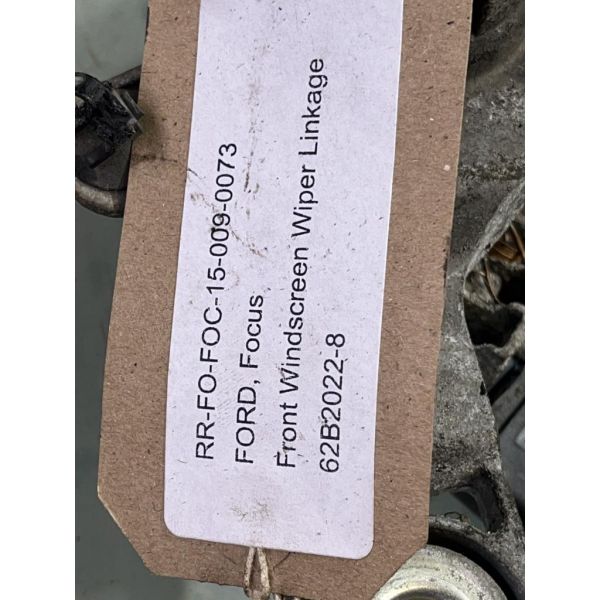 RR-FO-FOC-15-009-0073
FORD, Focus
Front Windscreen Wiper Linkage
62B2022-8